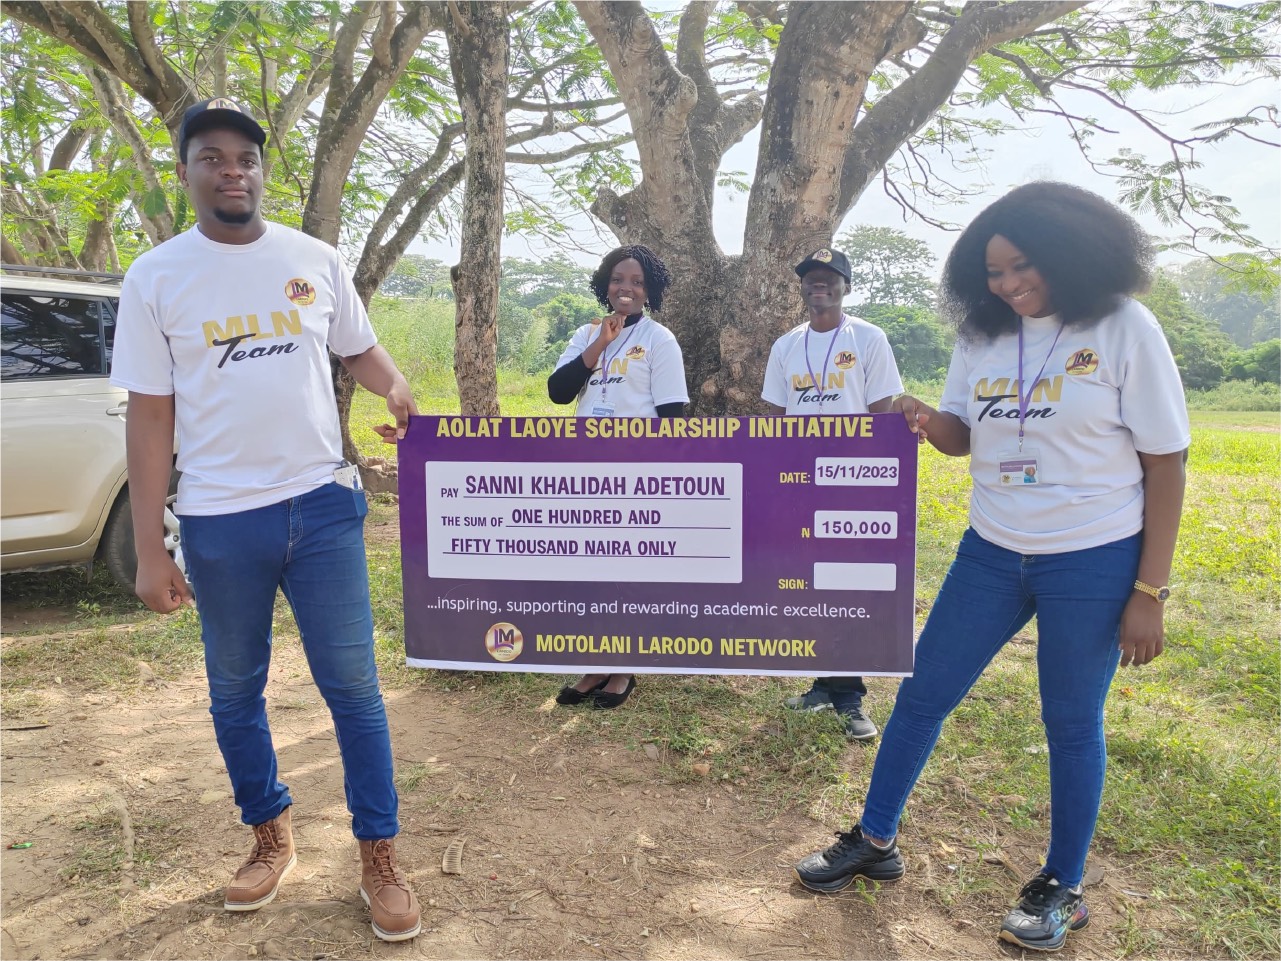 MLN
Team
Team
MLN
Team
MLN
Team
AOLAT LAOYE SCHOLARSHIP INITIATIVE
PAY SANNI KHALIDAH ADETOUN
THE SUM OF ONE HUNDRED AND
FIFTY THOUSAND NAIRA ONLY
DATE: 15/11/2023
N 150,000
SIGN:
...inspiring, supporting and rewarding academic excellence.
LM MOTOLANI LARODO NETWORK